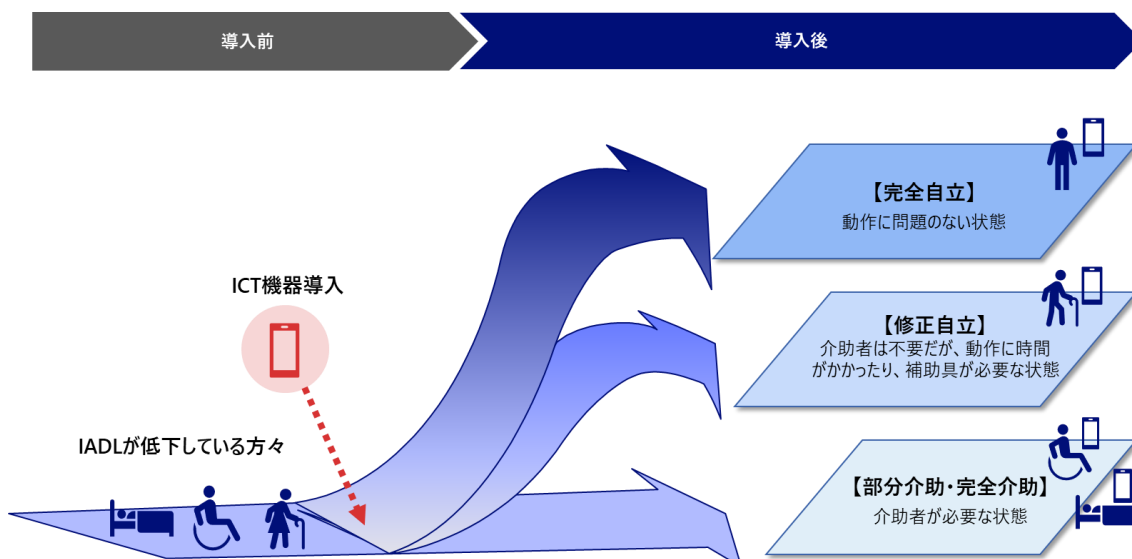 導入前
導入後
【完全自立】
動作に問題のない状態
ICT機器導入
【修正自立】
介助者は不要だが、動作に時間
がかかったり、補助具が必要な状態
IADLが低下している方々
【部分介助・完全介助】
介助者が必要な状態